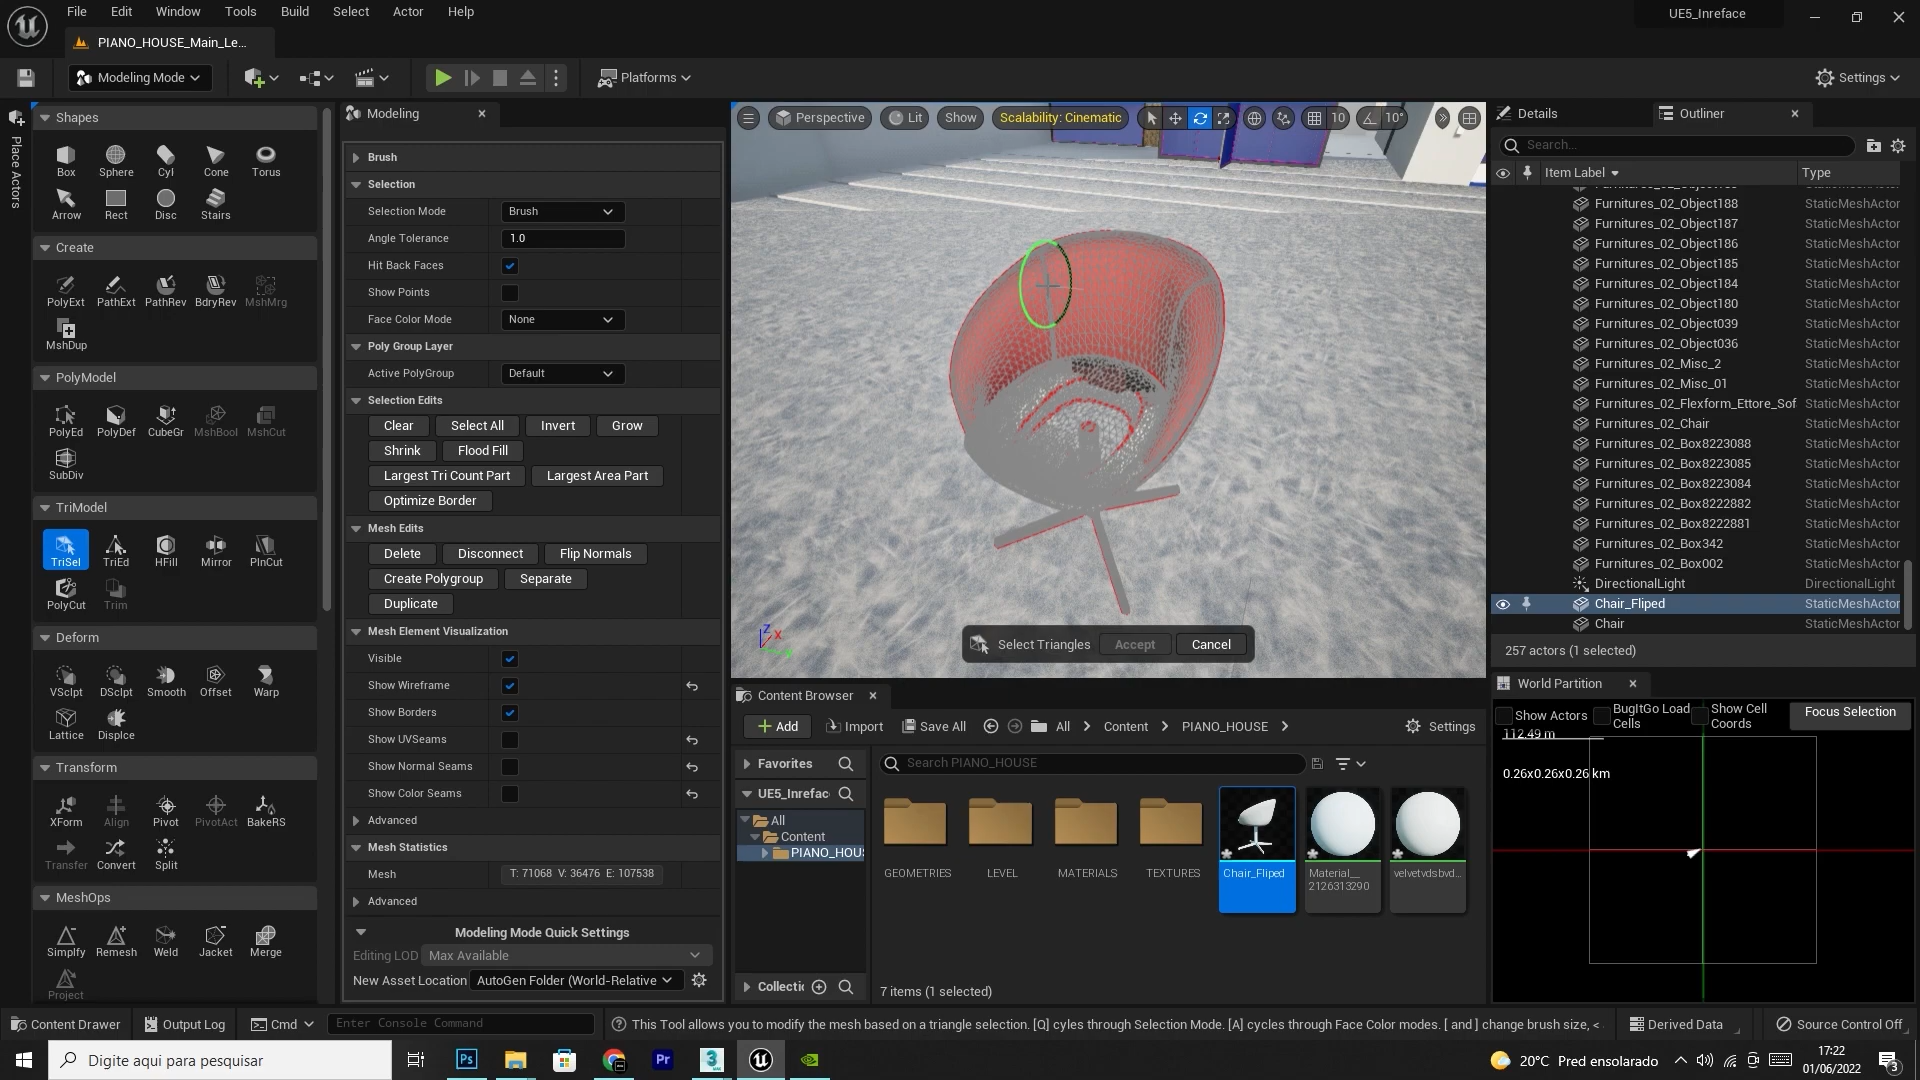 File Edit Window Tools Build Select Actor Help
UE5_Inreface
PIANO_HOUSE_Main_Le...
Modeling Mode
Platforms
Settings
Place Actors
Shapes
Box Sphere Cyl Cone Torus
Arrow Rect Disc Stairs
Create
PolyExt PathExt PathRev BdryRev MshMrg
MshDup
PolyModel
PolyEd PolyDef CubeGr MshBool MshCut
SubDiv
TriModel
TriSel TriEd HFill Mirror PlnCut
PolyCut Trim
Deform
VSclpt DSclpt Smooth Offset Warp
Lattice Displce
Transform
XForm Align Pivot PivotAct BakeRS
Transfer Convert Split
MeshOps
Simplfy Remesh Weld Jacket Merge
Project
Modeling
Brush
Selection
Selection Mode Brush
Angle Tolerance 1.0
Hit Back Faces
Show Points
Face Color Mode None
Poly Group Layer
Active PolyGroup Default
Selection Edits
Clear Select All Invert Grow
Shrink Flood Fill
Largest Tri Count Part Largest Area Part
Optimize Border
Mesh Edits
Delete Disconnect Flip Normals
Create Polygroup Separate
Duplicate
Mesh Element Visualization
Visible
Show Wireframe
Show Borders
Show UVSeams
Show Normal Seams
Show Color Seams
Advanced
Mesh Statistics
Mesh T: 71068 V: 36476 E: 107538
Advanced
Modeling Mode Quick Settings
Editing LOD Max Available
New Asset Location AutoGen Folder (World-Relative
Perspective Lit Show Scalability: Cinematic 10 10°
Z X
Select Triangles Accept Cancel
Content Browser
Add Import Save All All Content PIANO_HOUSE Settings
Favorites
Search PIANO_HOUSE
UE5_Inrefac
All
Content
PIANO_HOU
Collectic
GEOMETRIES LEVEL MATERIALS TEXTURES Chair_Fliped Material__ velvetvdsbvd...
2126313290
7 items (1 selected)
Details Outliner
Search...
Item Label Type
Furnitures_02_Object188 StaticMeshActor
Furnitures_02_Object187 StaticMeshActor
Furnitures_02_Object186 StaticMeshActor
Furnitures_02_Object185 StaticMeshActor
Furnitures_02_Object184 StaticMeshActor
Furnitures_02_Object180 StaticMeshActor
Furnitures_02_Object039 StaticMeshActor
Furnitures_02_Object036 StaticMeshActor
Furnitures_02_Misc_2 StaticMeshActor
Furnitures_02_Misc_01 StaticMeshActor
Furnitures_02_Flexform_Ettore_Sof StaticMeshActor
Furnitures_02_Chair StaticMeshActor
Furnitures_02_Box8223088 StaticMeshActor
Furnitures_02_Box8223085 StaticMeshActor
Furnitures_02_Box8223084 StaticMeshActor
Furnitures_02_Box8222882 StaticMeshActor
Furnitures_02_Box8222881 StaticMeshActor
Furnitures_02_Box342 StaticMeshActor
Furnitures_02_Box002 StaticMeshActor
DirectionalLight DirectionalLight
Chair_Fliped StaticMeshActor
Chair StaticMeshActor
257 actors (1 selected)
World Partition
Show Actors BugItGo Load Cells Show Cell Coords Focus Selection
112.49 m
0.26x0.26x0.26 km
Content Drawer Output Log Cmd Enter Console Command This Tool allows you to modify the mesh based on a triangle selection. [Q] cyles through Selection Mode. [A] cycles through Face Color modes. [ and ] change brush size, < Derived Data Source Control Off
Digite aqui para pesquisar
Ps Pr 3
20°C Pred ensolarado
17:22
01/06/2022
3